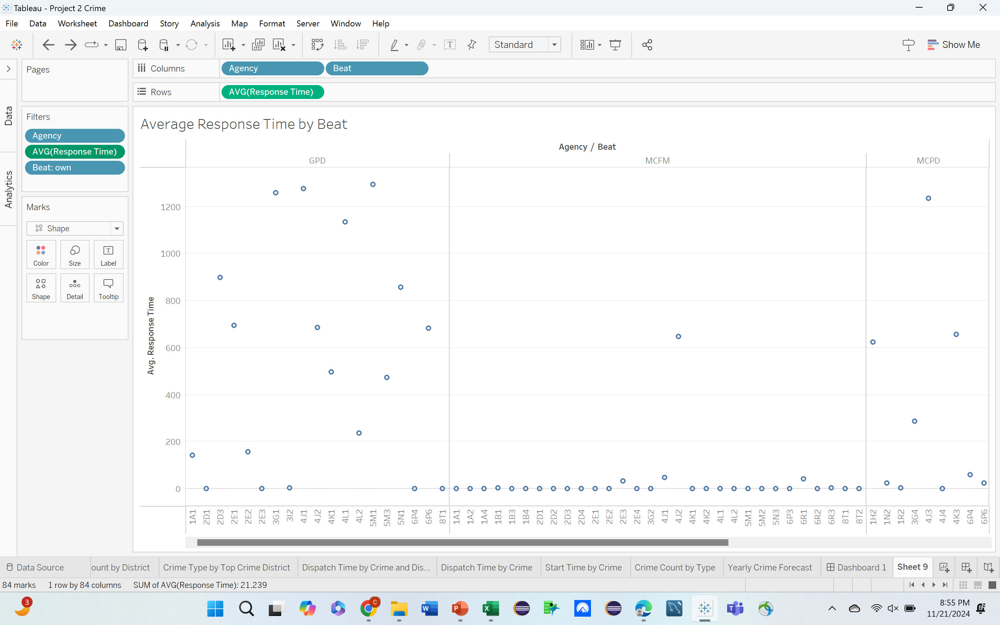 Tableau - Project 2 Crime
File Data Worksheet Dashboard Story Analysis Map Format Server Window Help
Standard
Show Me
Pages
Columns Agency Beat
Rows AVG(Response Time)
Data
Analytics
Filters
Agency
AVG(Response Time)
Beat: own
Marks
Shape
Color Size Label
Shape Detail Tooltip
Average Response Time by Beat
Agency / Beat
GPD MCFM MCPD
Avg. Response Time
1200
1000
800
600
400
200
0
1A1 2D1 2D3 2E1 2E2 2E3 3G1 3I2 4J1 4J2 4K1 4L1 4L2 5M1 5M3 5N1 6P4 6P6 8T1 1A1 1A2 1A4 1B1 1B3 1B4 2D1 2D2 2D3 2D4 2E1 2E2 2E3 2E4 3G2 4J1 4J2 4K1 4K2 4L1 4L2 5M1 5M2 5N3 6P3 6R1 6R2 6R3 8T1 8T2 1H2 1N2 1R2 3G4 4J3 4J4 4K3 6P4 6P6
Data Source ount by District Crime Type by Top Crime District Dispatch Time by Crime and Dis... Dispatch Time by Crime Start Time by Crime Crime Count by Type Yearly Crime Forecast Dashboard 1 Sheet 9
84 marks 1 row by 84 columns SUM of AVG(Response Time): 21,239
3
C
W
P
X
T
8:55 PM
11/21/2024